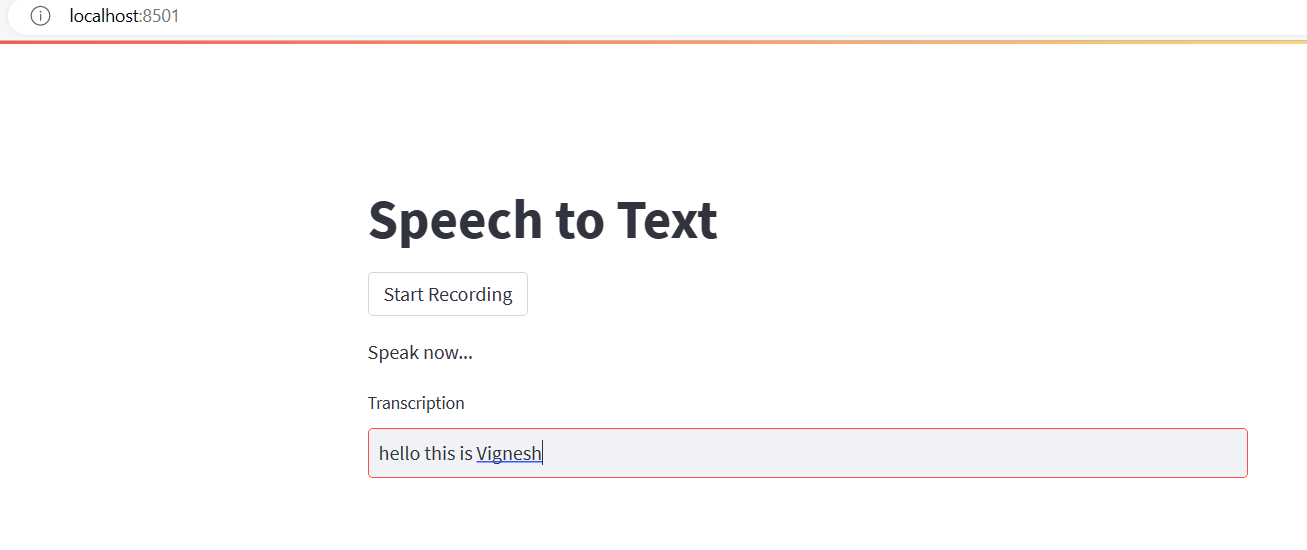 localhost:8501
Speech to Text
Start Recording
Speak now...
Transcription
hello this is Vignesh